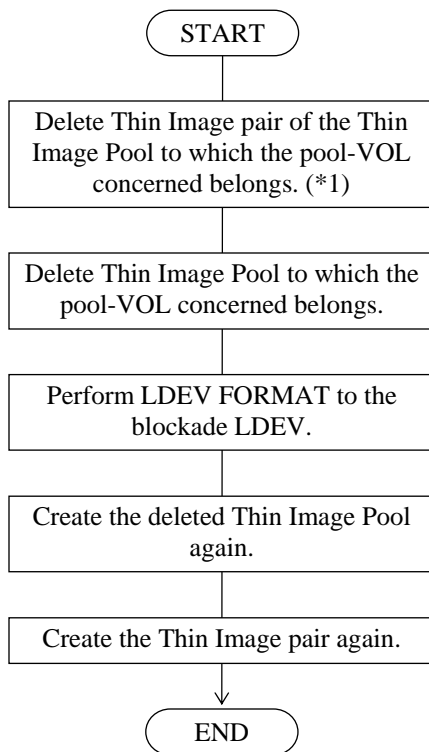 START
Delete Thin Image pair of the Thin
Image Pool to which the pool-VOL
concerned belongs. (*1)
Delete Thin Image Pool to which the
pool-VOL concerned belongs.
Perform LDEV FORMAT to the
blockade LDEV.
Create the deleted Thin Image Pool
again.
Create the Thin Image pair again.
END